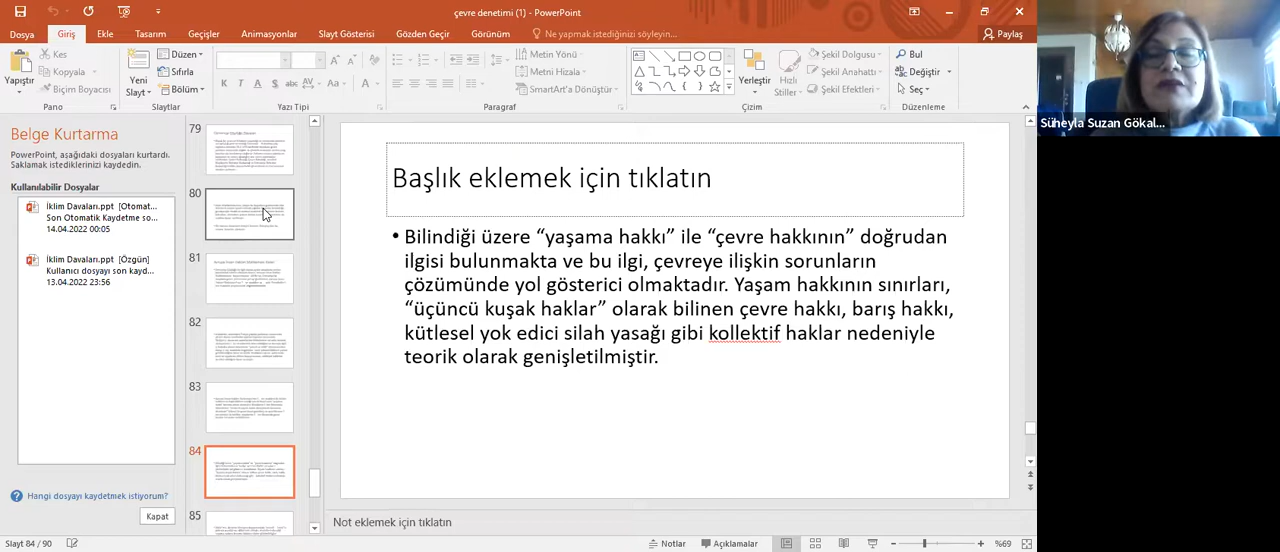 çevre denetimi (1) - PowerPoint
Dosya Giriş Ekle Tasarım Geçişler Animasyonlar Slayt Gösterisi Gözden Geçir Görünüm Ne yapmak istediğinizi söyleyin... Paylaş
Yapıştır
Kes
Kopyala
Biçim Boyacısı
Pano
Yeni
Slayt
Düzen
Sıfırla
Bölüm
Slaytlar
Yazı Tipi
Metin Yönü
Metni Hizala
SmartArt'a Dönüştür
Paragraf
Yerleştir
Hızlı
Stiller
Şekil Dolgusu
Şekil Anahattı
Şekil Efektleri
Çizim
Bul
Değiştir
Seç
Düzenleme
Belge Kurtarma
PowerPoint, aşağıdaki dosyaları kurtardı.
Saklamak istediklerinizi kaydedin.
Kullanılabilir Dosyalar
İklim Davaları.ppt [Otomat...
Son Otomatik Kaydetme so...
14.04.2022 00:05
İklim Davaları.ppt [Özgün]
Kullanıcı dosyayı son kayd...
13.04.2022 23:56
Hangi dosyayı kaydetmek istiyorum?
Kapat
79
80
81
82
83
84
85
Başlık eklemek için tıklatın
• Bilindiği üzere “yaşama hakkı” ile “çevre hakkının” doğrudan
ilgisi bulunmakta ve bu ilgi çevreye ilişkin sorunların
çözümünde yol gösterici olmaktadır. Yaşam hakkının sınırları,
“üçüncü kuşak haklar” olarak bilinen çevre hakkı, barış hakkı,
kütlesel yok edici silah yasağı gibi kollektif haklar nedeniyle
teorik olarak genişletilmiştir.
Not eklemek için tıklatın
Slayt 84 / 90
Notlar
Açıklamalar
%69
Süheyla Suzan Gökal...